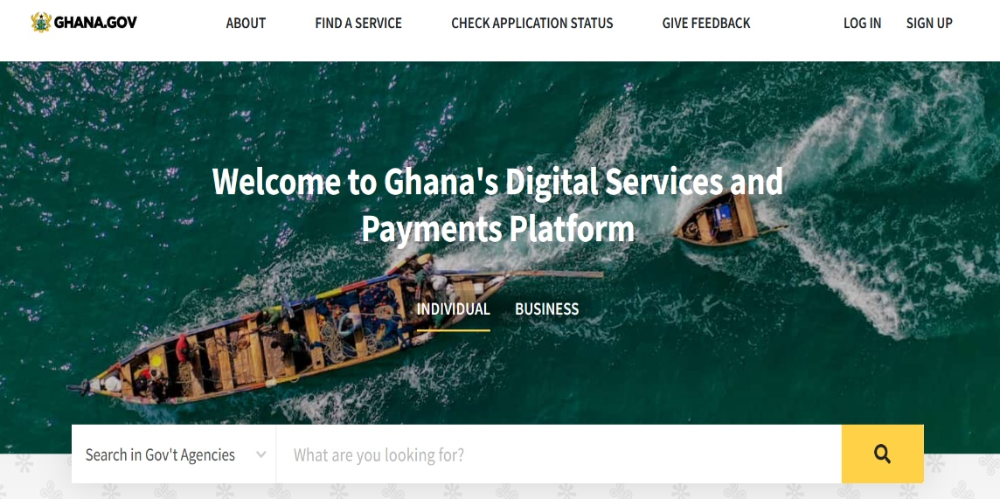 GHANA.GOV
ABOUT
FIND A SERVICE
CHECK APPLICATION STATUS
GIVE FEEDBACK
LOG IN
SIGN UP
Welcome to Ghana's Digital Services and
Payments Platform
INDIVIDUAL
BUSINESS
Search in Gov't Agencies
What are you looking for?